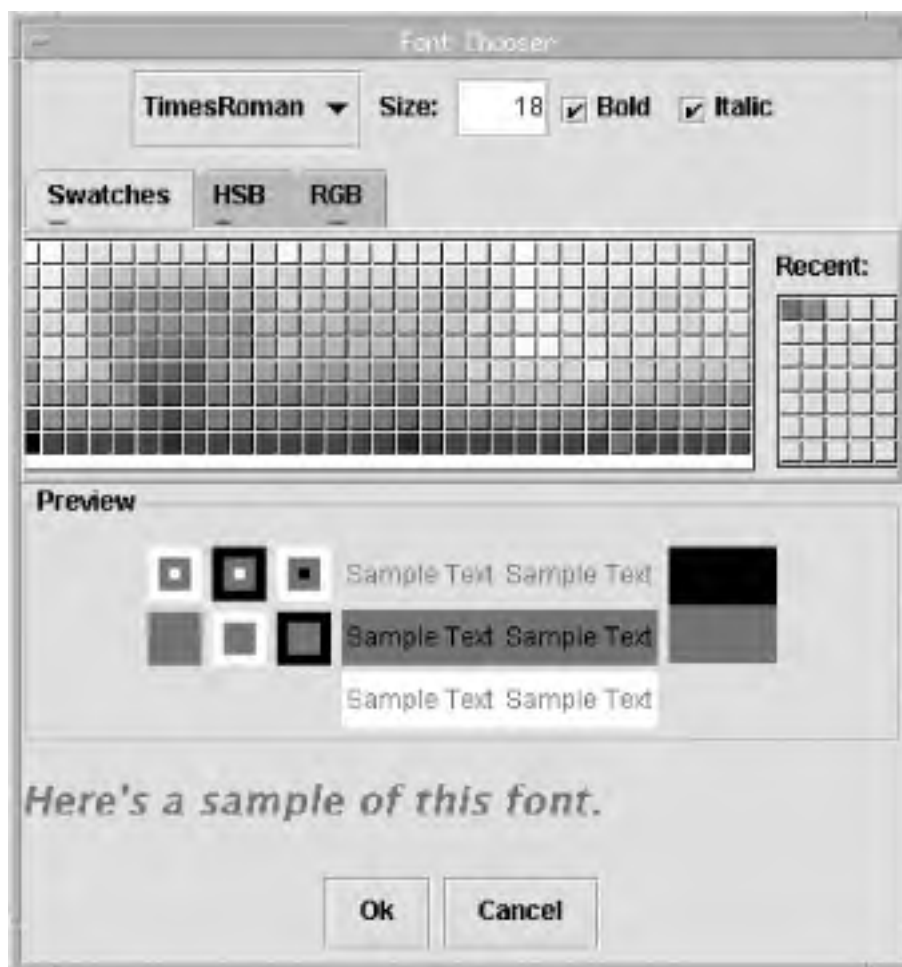 Font Chooser
TimesRoman Size: 18 Bold Italic
Swatches HSB RGB
Recent:
Preview
Sample Text Sample Text
Sample Text Sample Text
Sample Text Sample Text
Here's a sample of this font.
Ok Cancel